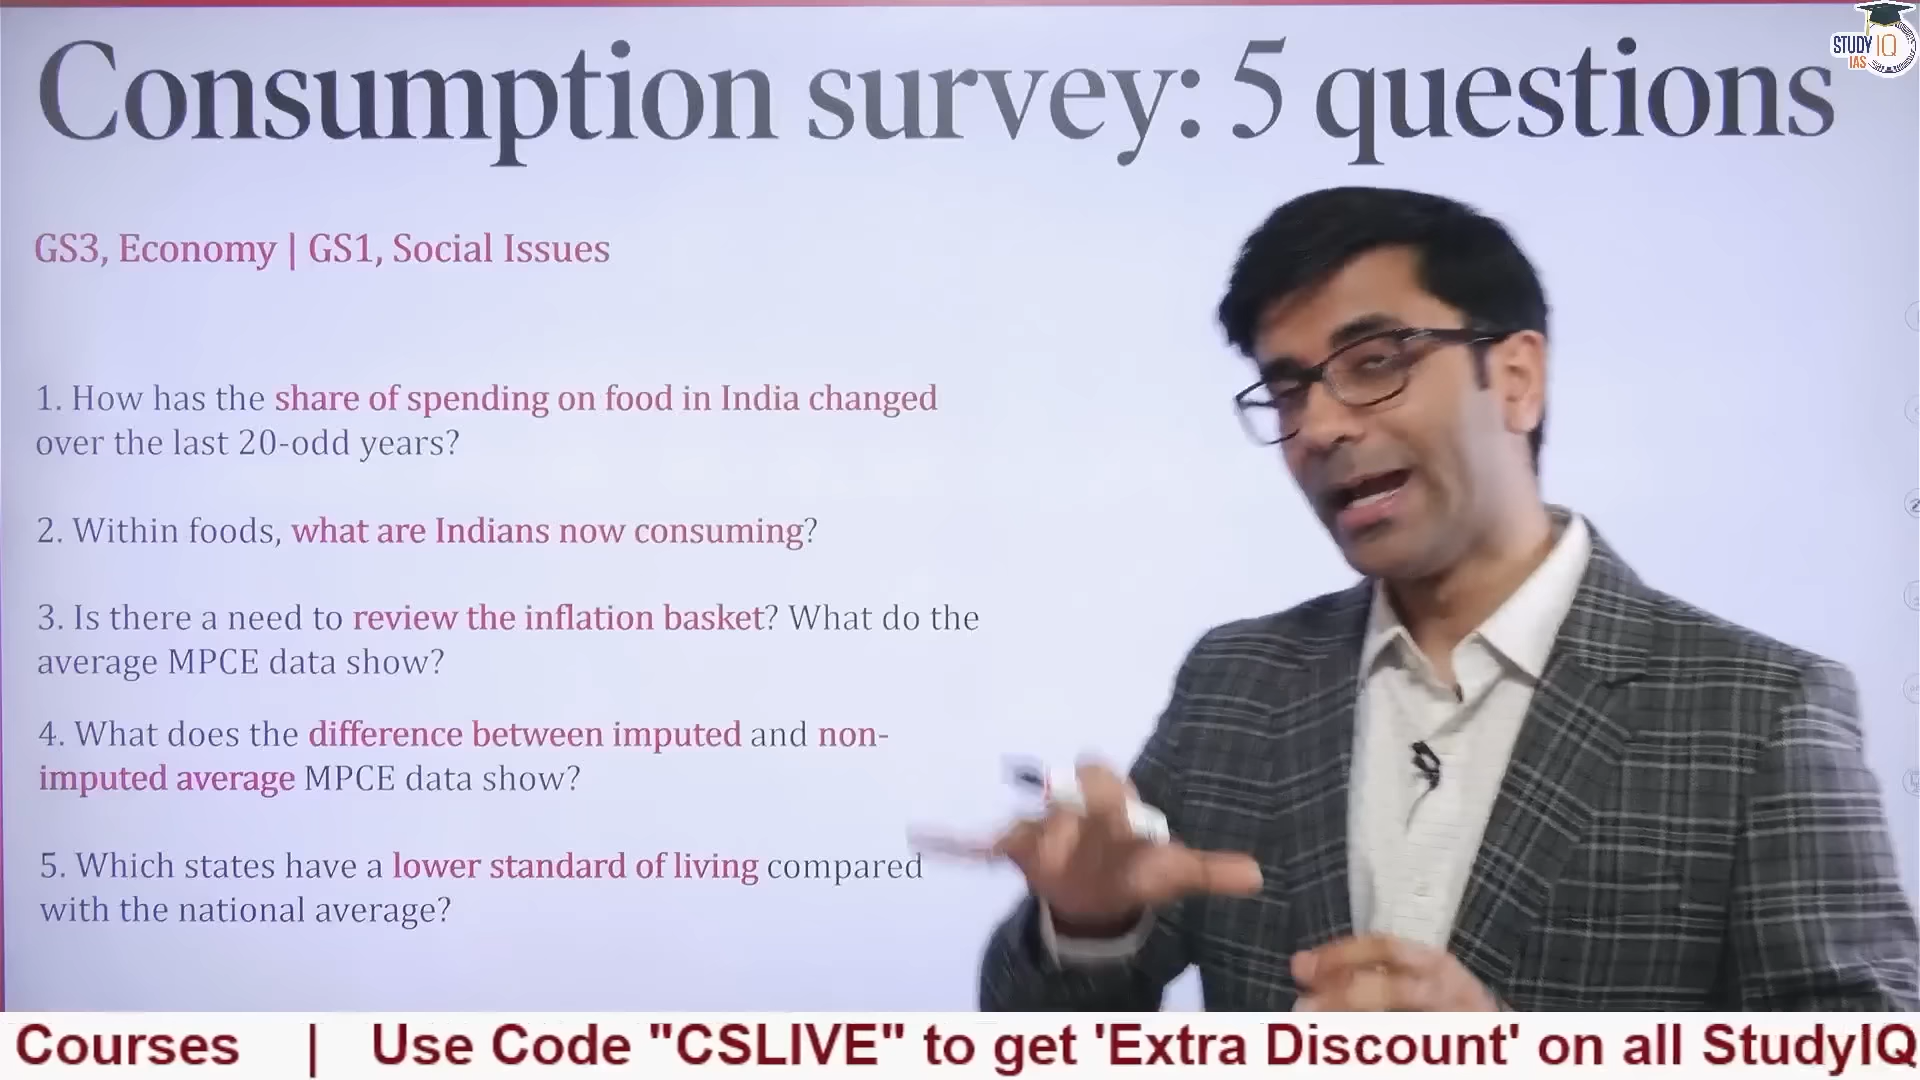 Consumption survey: 5 questions
STUDY IQ
IAS
GS3, Economy | GS1, Social Issues
1. How has the share of spending on food in India changed
over the last 20-odd years?
2. Within foods, what are Indians now consuming?
3. Is there a need to review the inflation basket? What do the
average MPCE data show?
4. What does the difference between imputed and non-
imputed average MPCE data show?
5. Which states have a lower standard of living compared
with the national average?
Courses | Use Code "CSLIVE" to get 'Extra Discount' on all StudyIQ